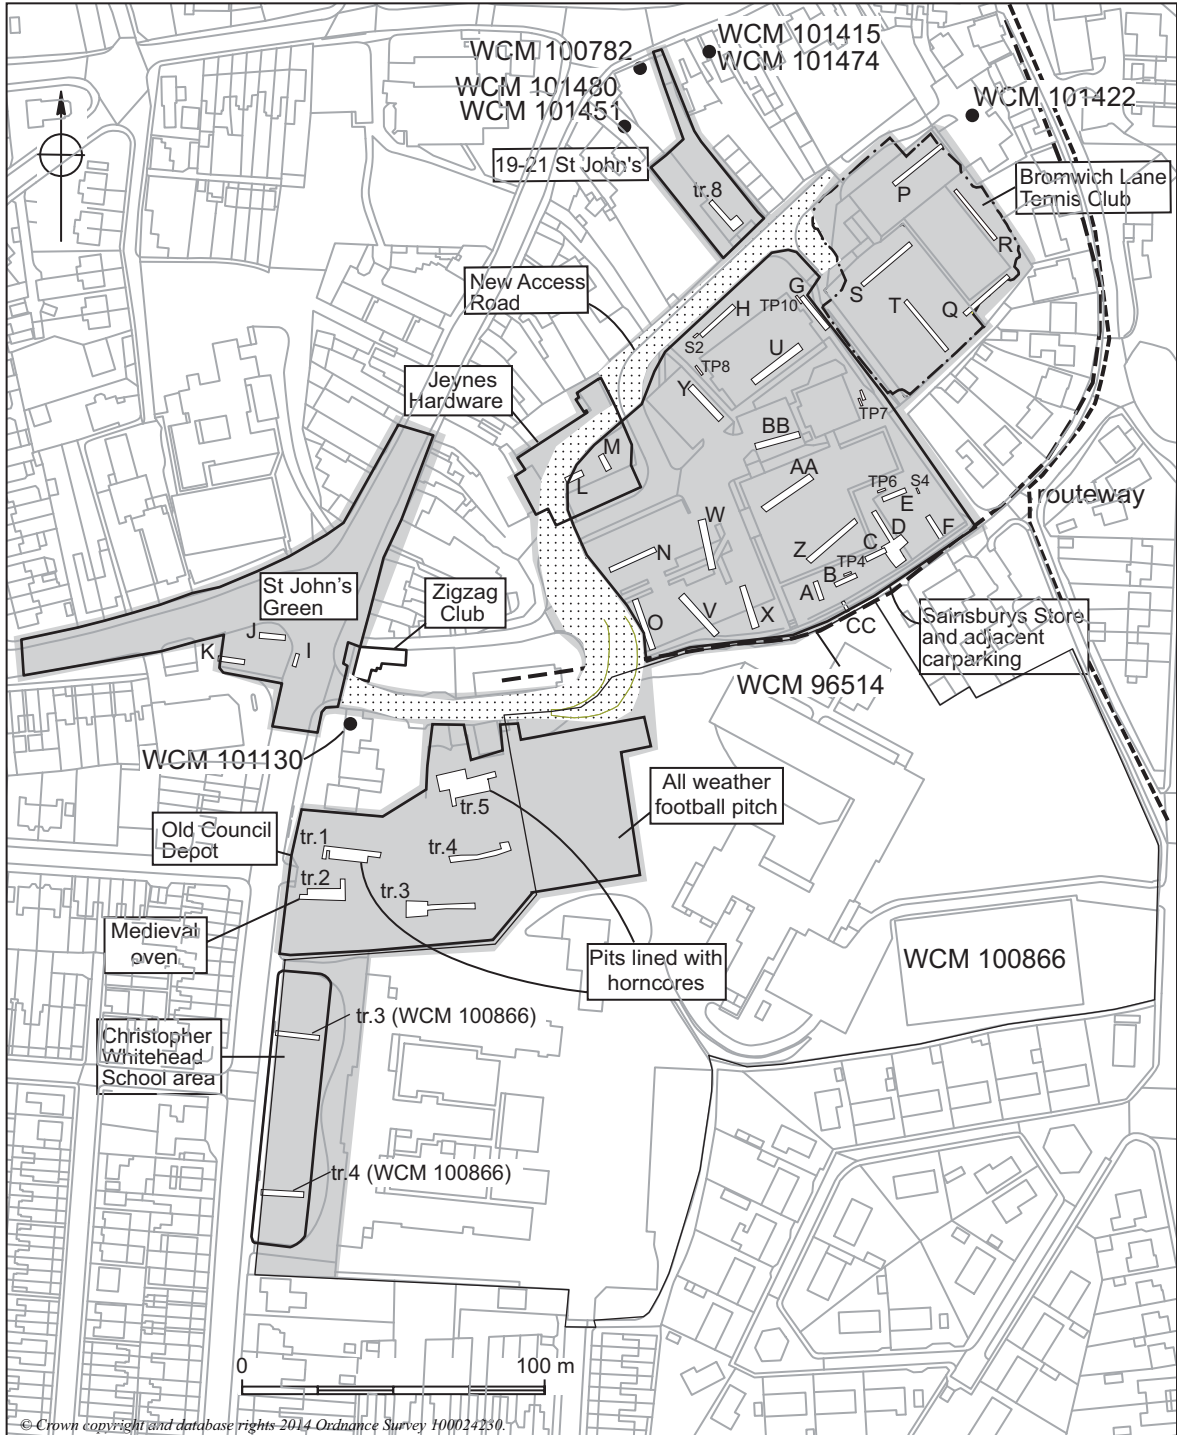 WCM 101415
WCM 100782
WCM 101474
WCM 101480
WCM 101451
WCM 101422
19-21 St John's
tr.8
P
Bromwich Lane
Tennis Club
R
New Access
Road
S
G
TP10
H
T
Q
S2
U
TP8
Jeynes
Hardware
Y
TP7
BB
M
AA
L
TP6
S4
E
routeway
W
D
F
N
Z
C
TP4
B
A
St John's
Green
Zigzag
Club
O
V
X
CC
Sainsburys Store
and adjacent
carparking
J
K
I
WCM 96514
WCM 101130
All weather
football pitch
tr.5
Old Council
Depot
tr.1
tr.4
tr.2
tr.3
Medieval
oven
Pits lined with
horncores
WCM 100866
tr.3 (WCM 100866)
Christopher
Whitehead
School area
tr.4 (WCM 100866)
0
100 m
© Crown copyright and database rights 2014 Ordnance Survey 100024230.